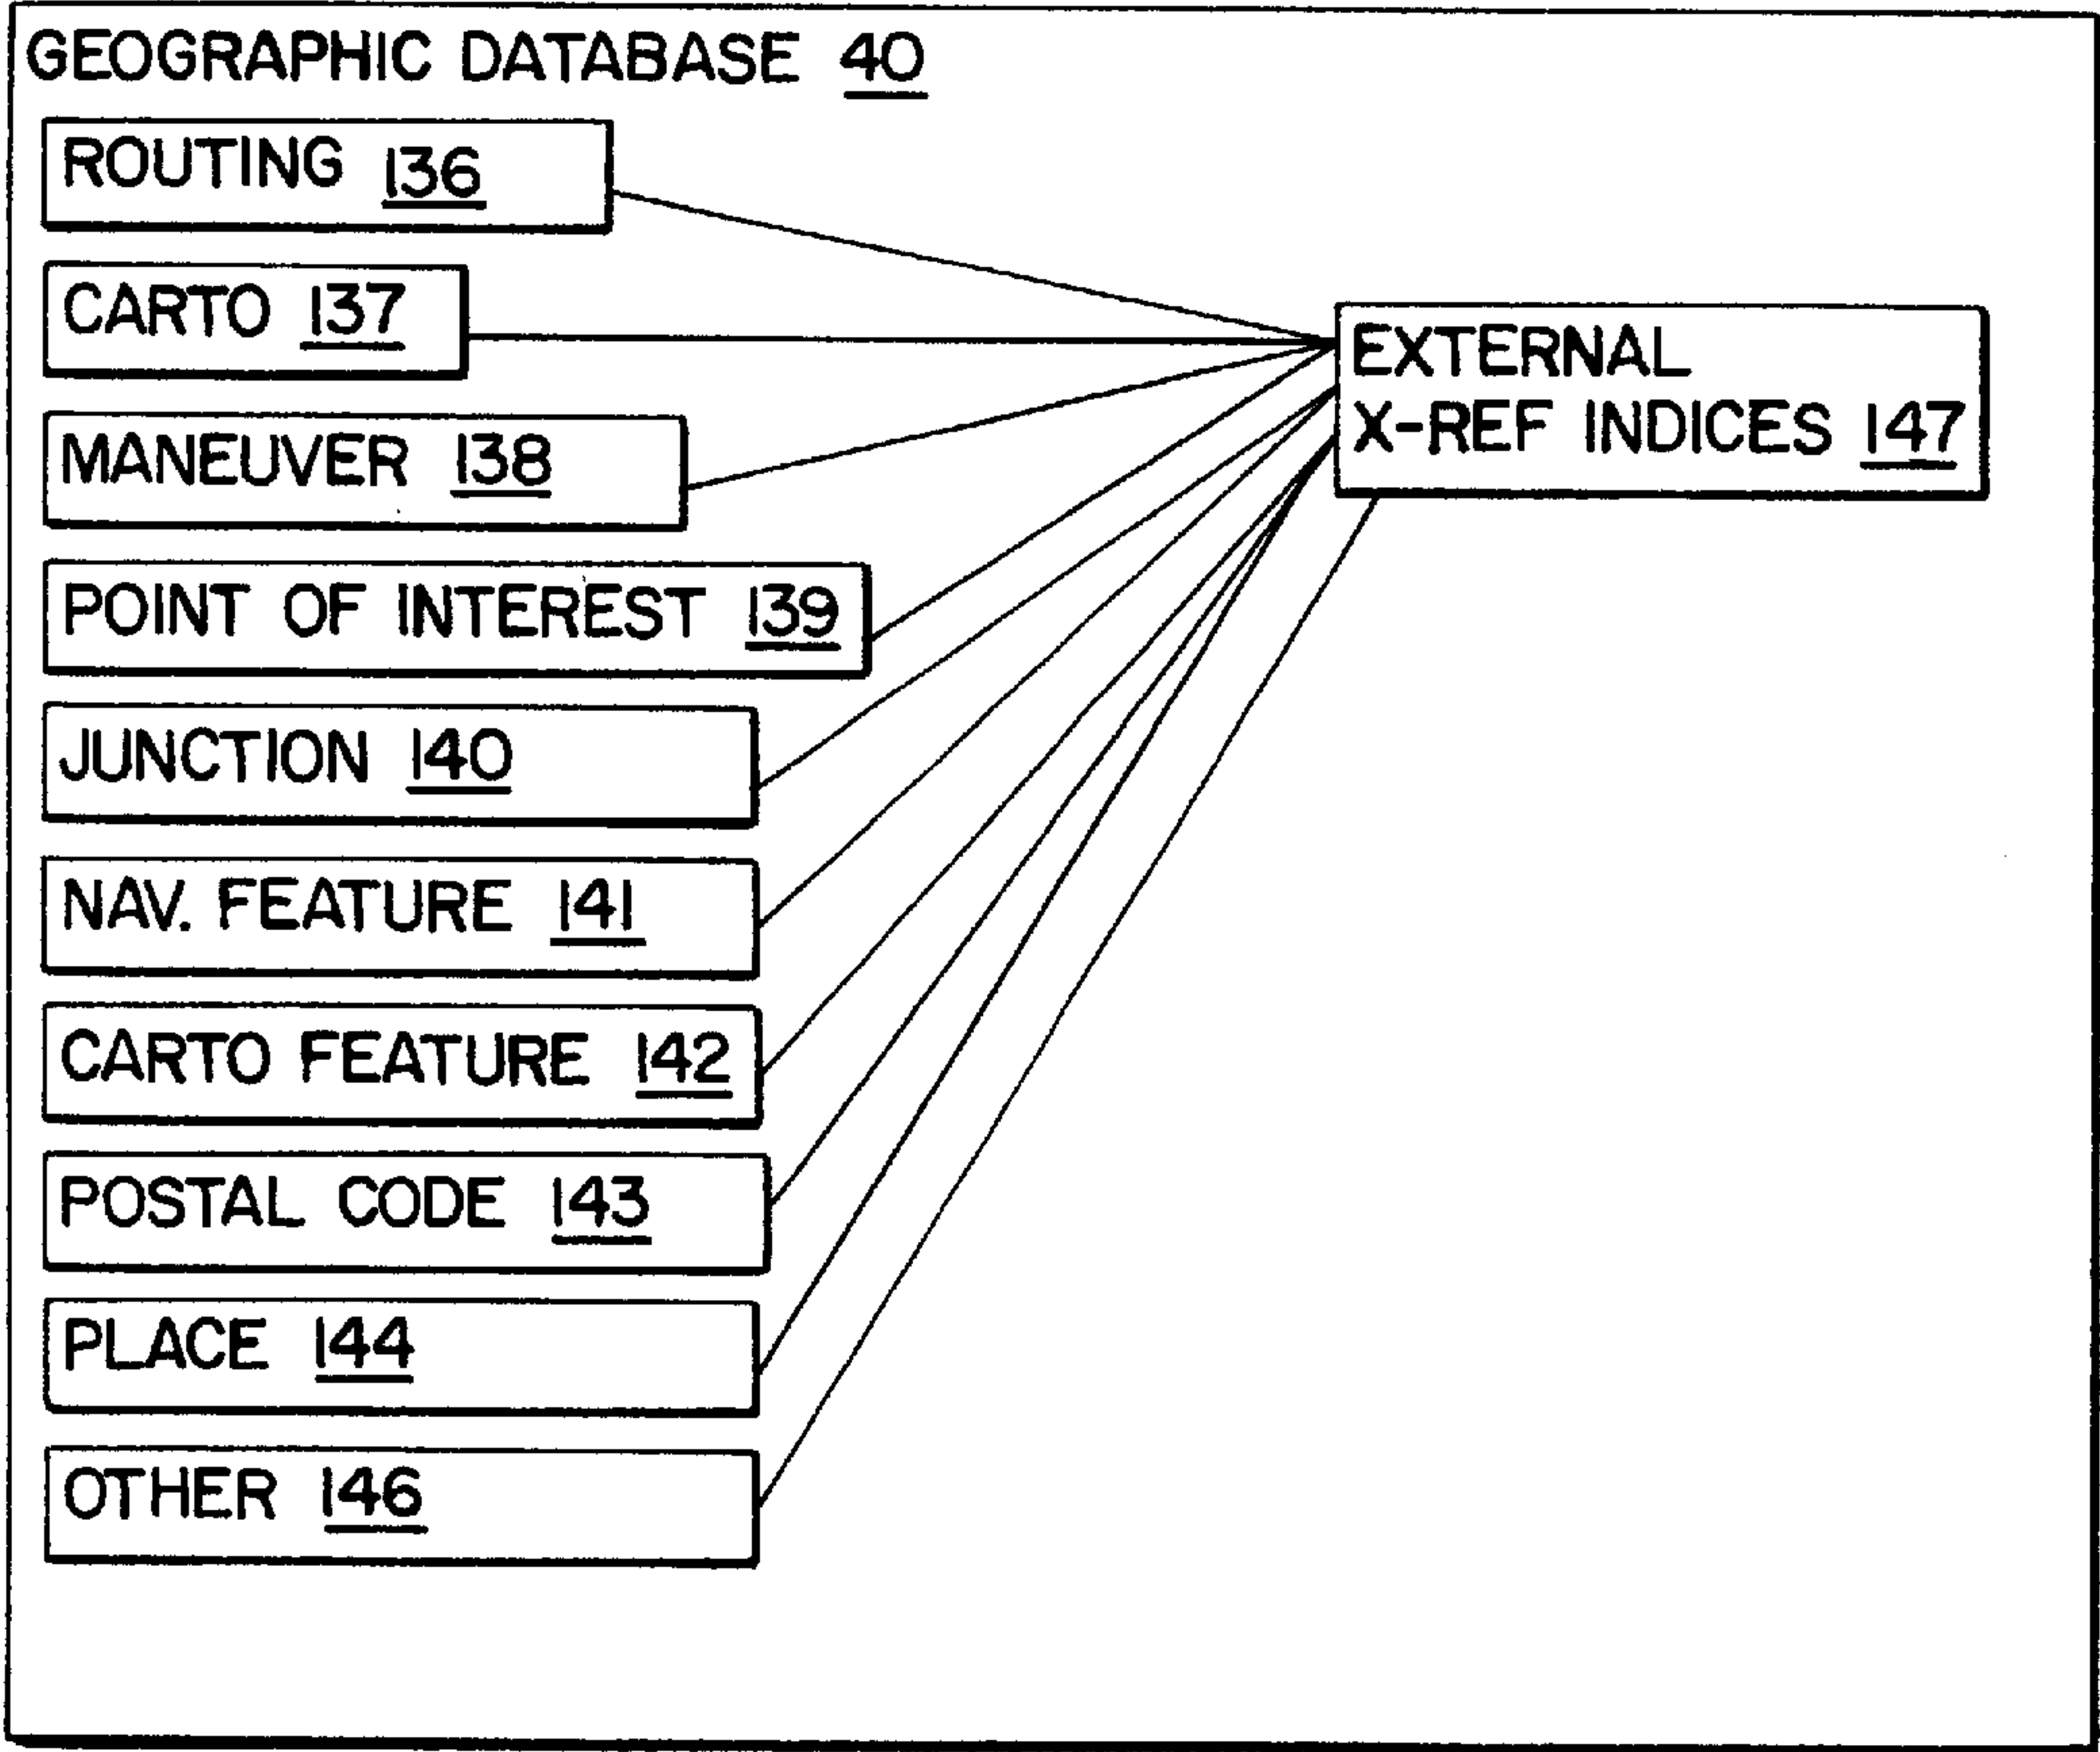 GEOGRAPHIC DATABASE 40
ROUTING 136
CARTO 137
MANEUVER 138
POINT OF INTEREST 139
JUNCTION 140
NAV. FEATURE 141
CARTO FEATURE 142
POSTAL CODE 143
PLACE 144
OTHER 146
EXTERNAL
X-REF INDICES 147